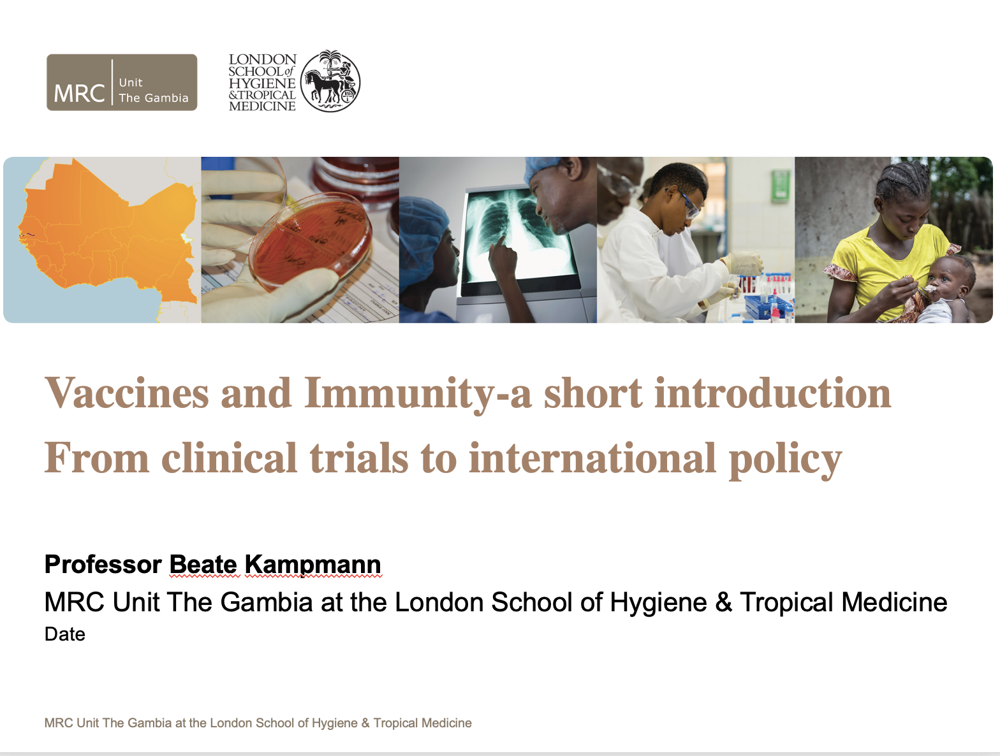 MRC
Unit
The Gambia
LONDON
SCHOOL of
HYGIENE
& TROPICAL
MEDICINE
Vaccines and Immunity-a short introduction
From clinical trials to international policy
Professor Beate Kampmann
MRC Unit The Gambia at the London School of Hygiene & Tropical Medicine
Date
MRC Unit The Gambia at the London School of Hygiene & Tropical Medicine